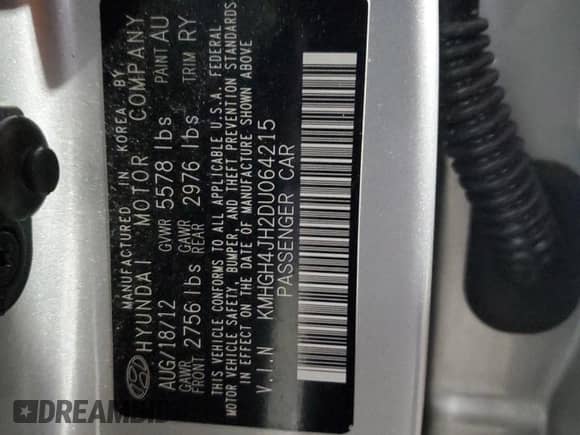 MANUFACTURED IN KOREA BY
HYUNDAI MOTOR COMPANY
AUG/18/12 GVWR 5578 lbs PAINT AU
GAWR FRONT 2756 lbs GAWR REAR 2976 lbs TRIM RY
THIS VEHICLE CONFORMS TO ALL APPLICABLE U.S.A. FEDERAL
MOTOR VEHICLE SAFETY, BUMPER, AND THEFT PREVENTION STANDARDS
IN EFFECT ON THE DATE OF MANUFACTURE SHOWN ABOVE
V.I.N KMHGH4JH2DU064215
PASSENGER CAR
DREAMBID